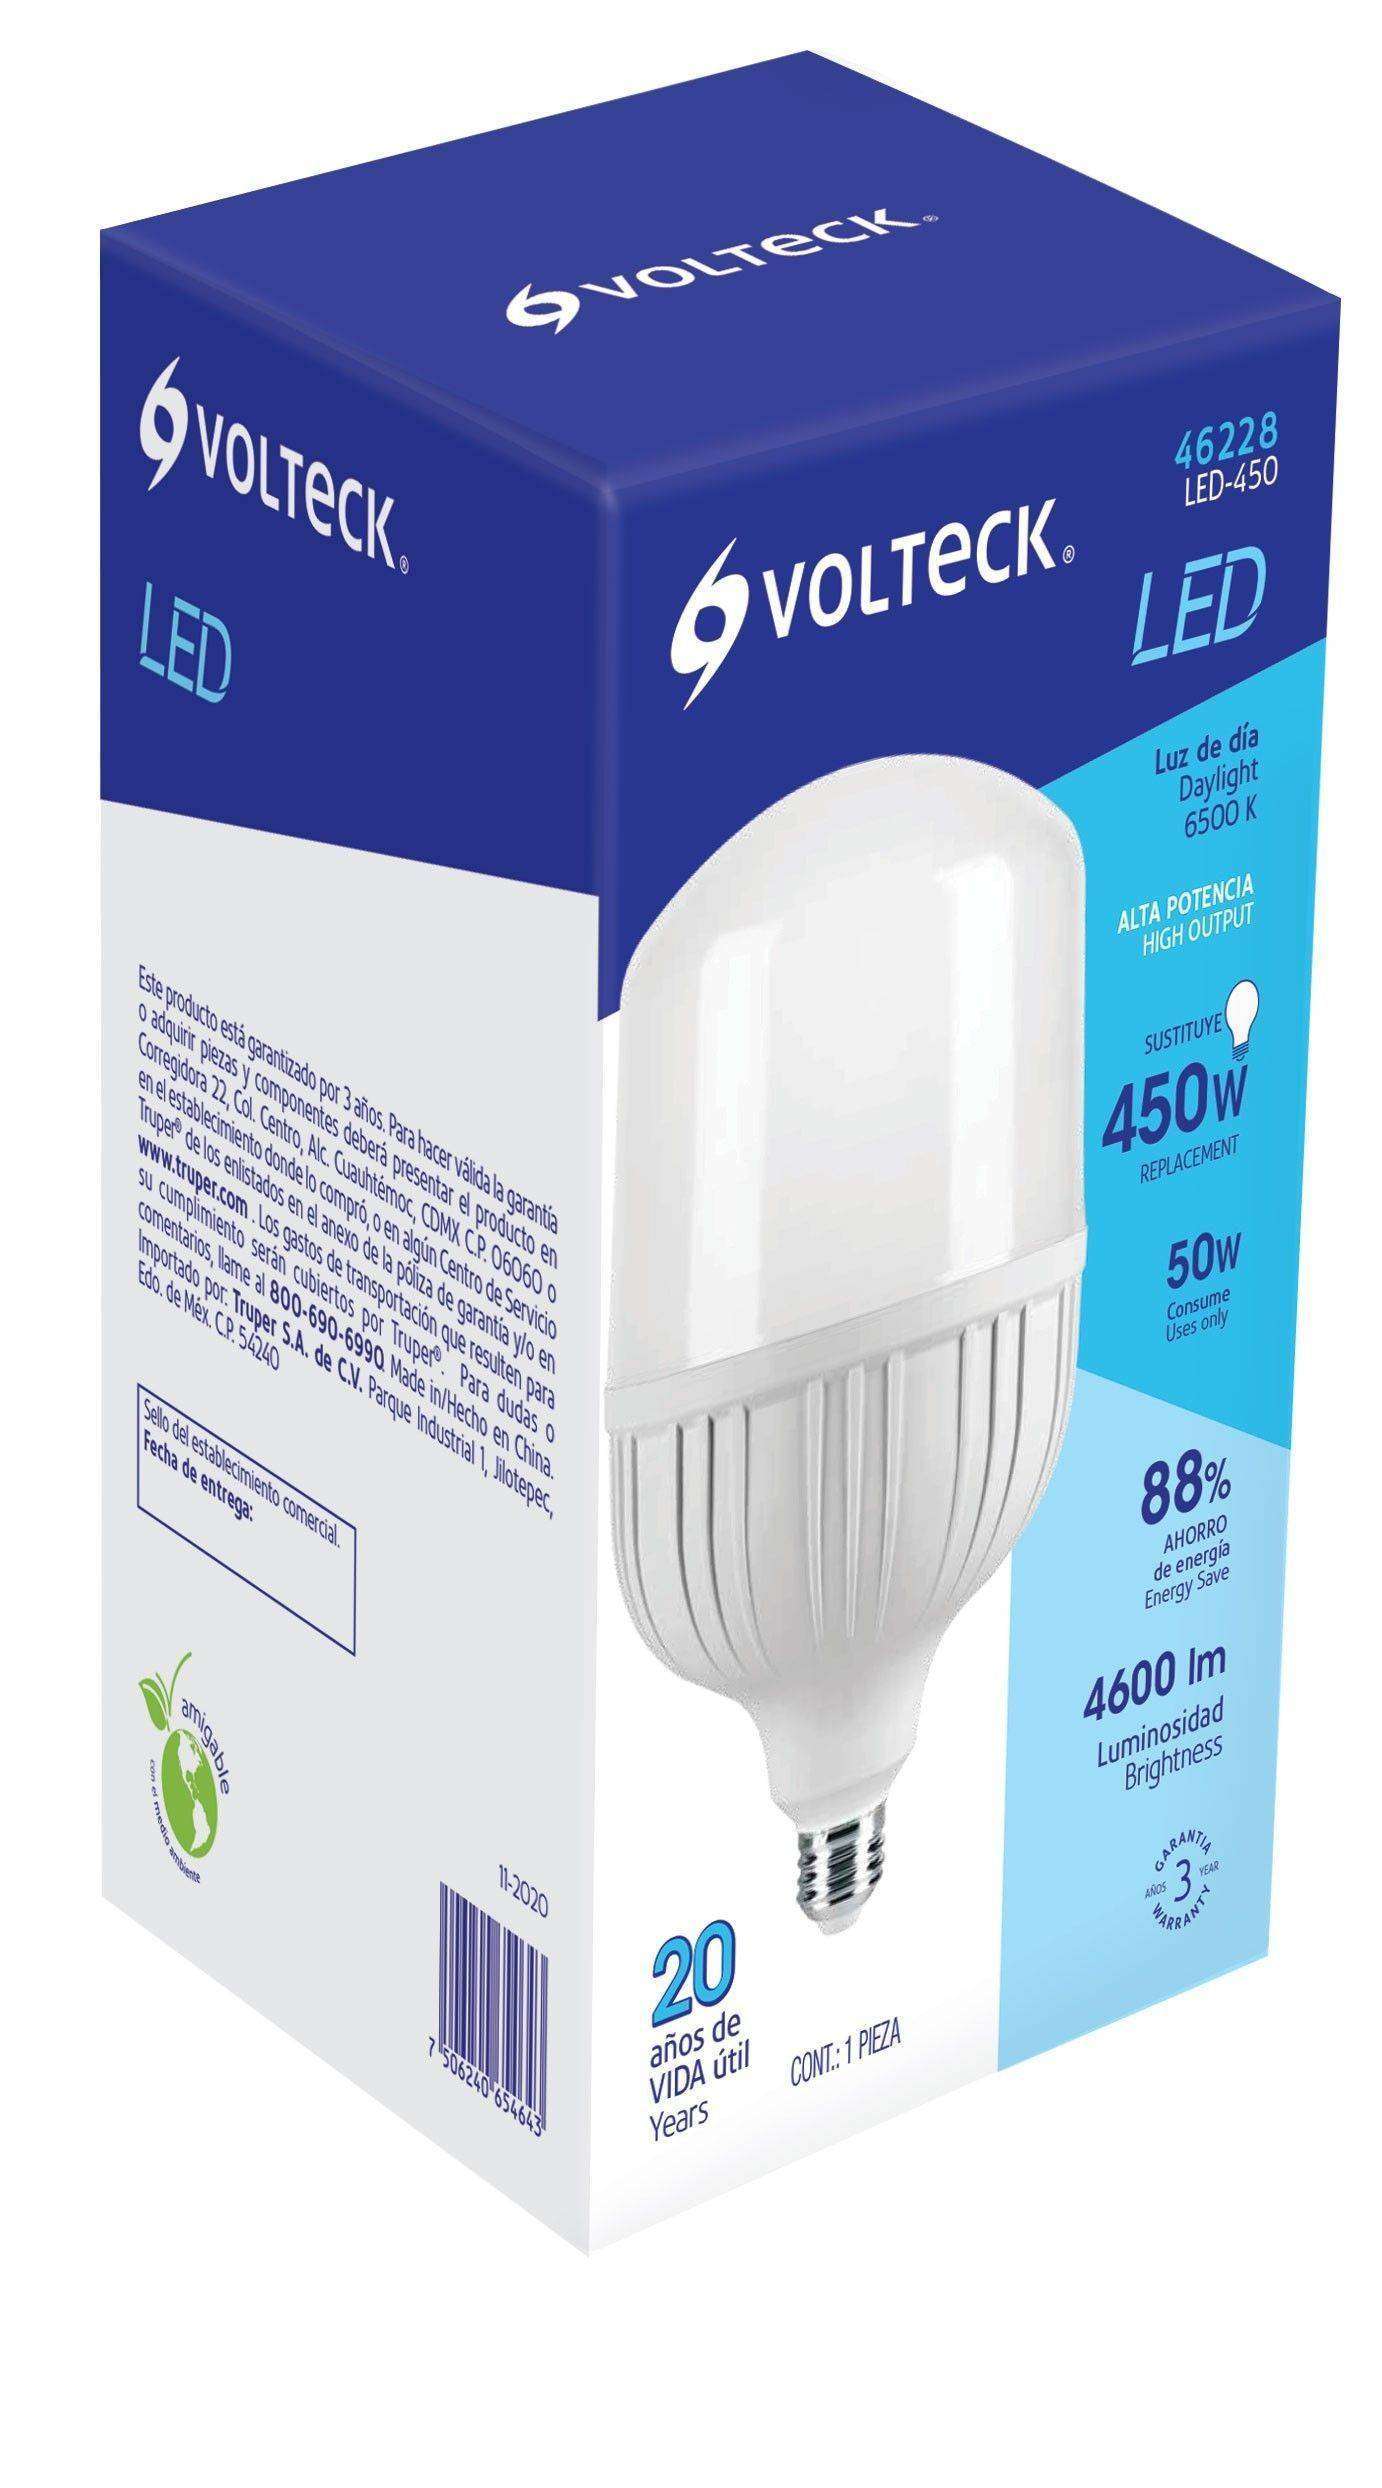 VOLTECK®
VOLTECK®
LED
Este producto está garantizado por 3 años. Para hacer válida la garantía
o adquirir piezas y componentes deberá presentar el producto en
Corregidora 22, Col. Centro, Alc. Cuauhtémoc, CDMX C.P. 06060 o
en el establecimiento donde lo compró, o en algún Centro de Servicio
Truper® de los enlistados en el anexo de la póliza de garantía y/o en
www.truper.com . Los gastos de transportación que resulten para
su cumplimiento serán cubiertos por Truper®. Para dudas o
comentarios, llame al 800-690-6990. Made in/Hecho en China.
Importado por: Truper S.A. de C.V. Parque Industrial 1, Jilotepec,
Edo. de Méx. C.P. 54240
Sello del establecimiento comercial.
Fecha de entrega:
amigable
con el medio ambiente
11-2020
7 506240 654643
46228
LED-450
VOLTECK®
LED
Luz de día
Daylight
6500 K
ALTA POTENCIA
HIGH OUTPUT
SUSTITUYE
450W
REPLACEMENT
50W
Consume
Uses only
88%
AHORRO
de energía
Energy Save
4600 lm
Luminosidad
Brightness
GARANTIA
AÑOS 3 YEAR
WARRANTY
20
años de
VIDA útil
Years
CONT.: 1 PIEZA